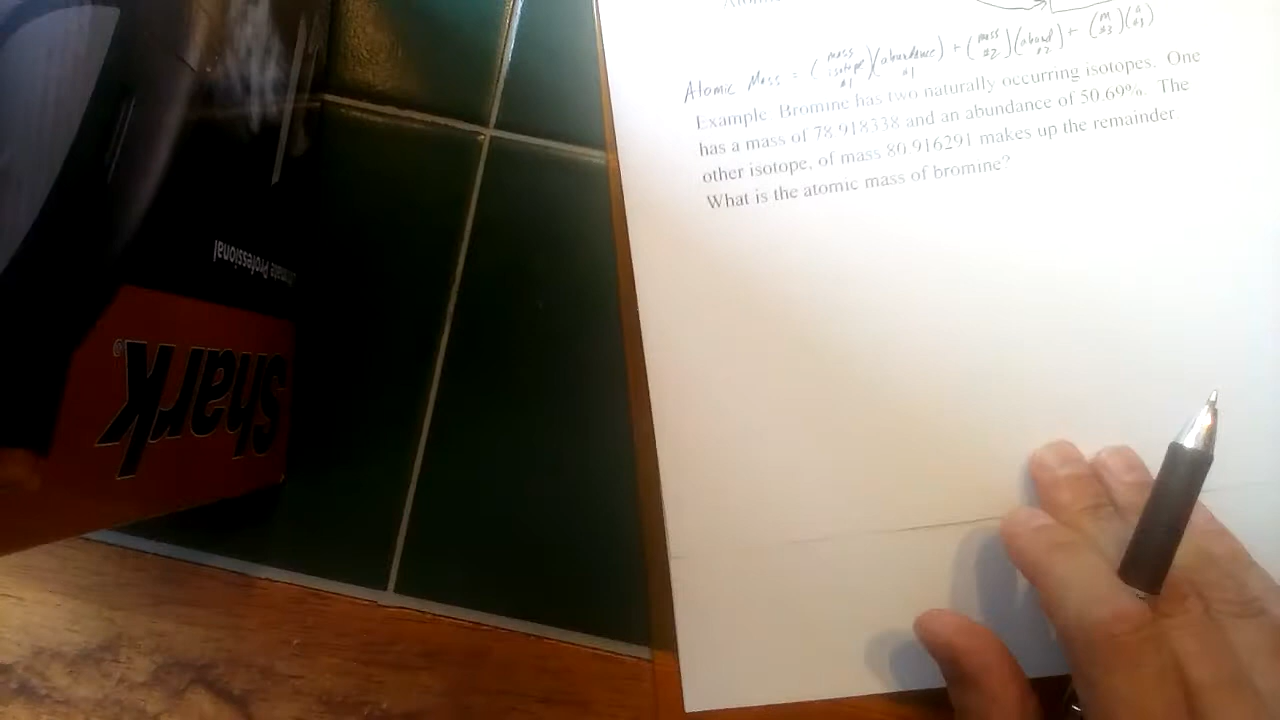 Atomic Mass = (mass isotope #1)(abundance #1) + (mass #2)(abund #2) + (m #3)(a #3)
Example Bromine has two naturally occurring isotopes. One
has a mass of 78.918338 and an abundance of 50.69%. The
other isotope, of mass 80.916291 makes up the remainder.
What is the atomic mass of bromine?
Professional
Shark®